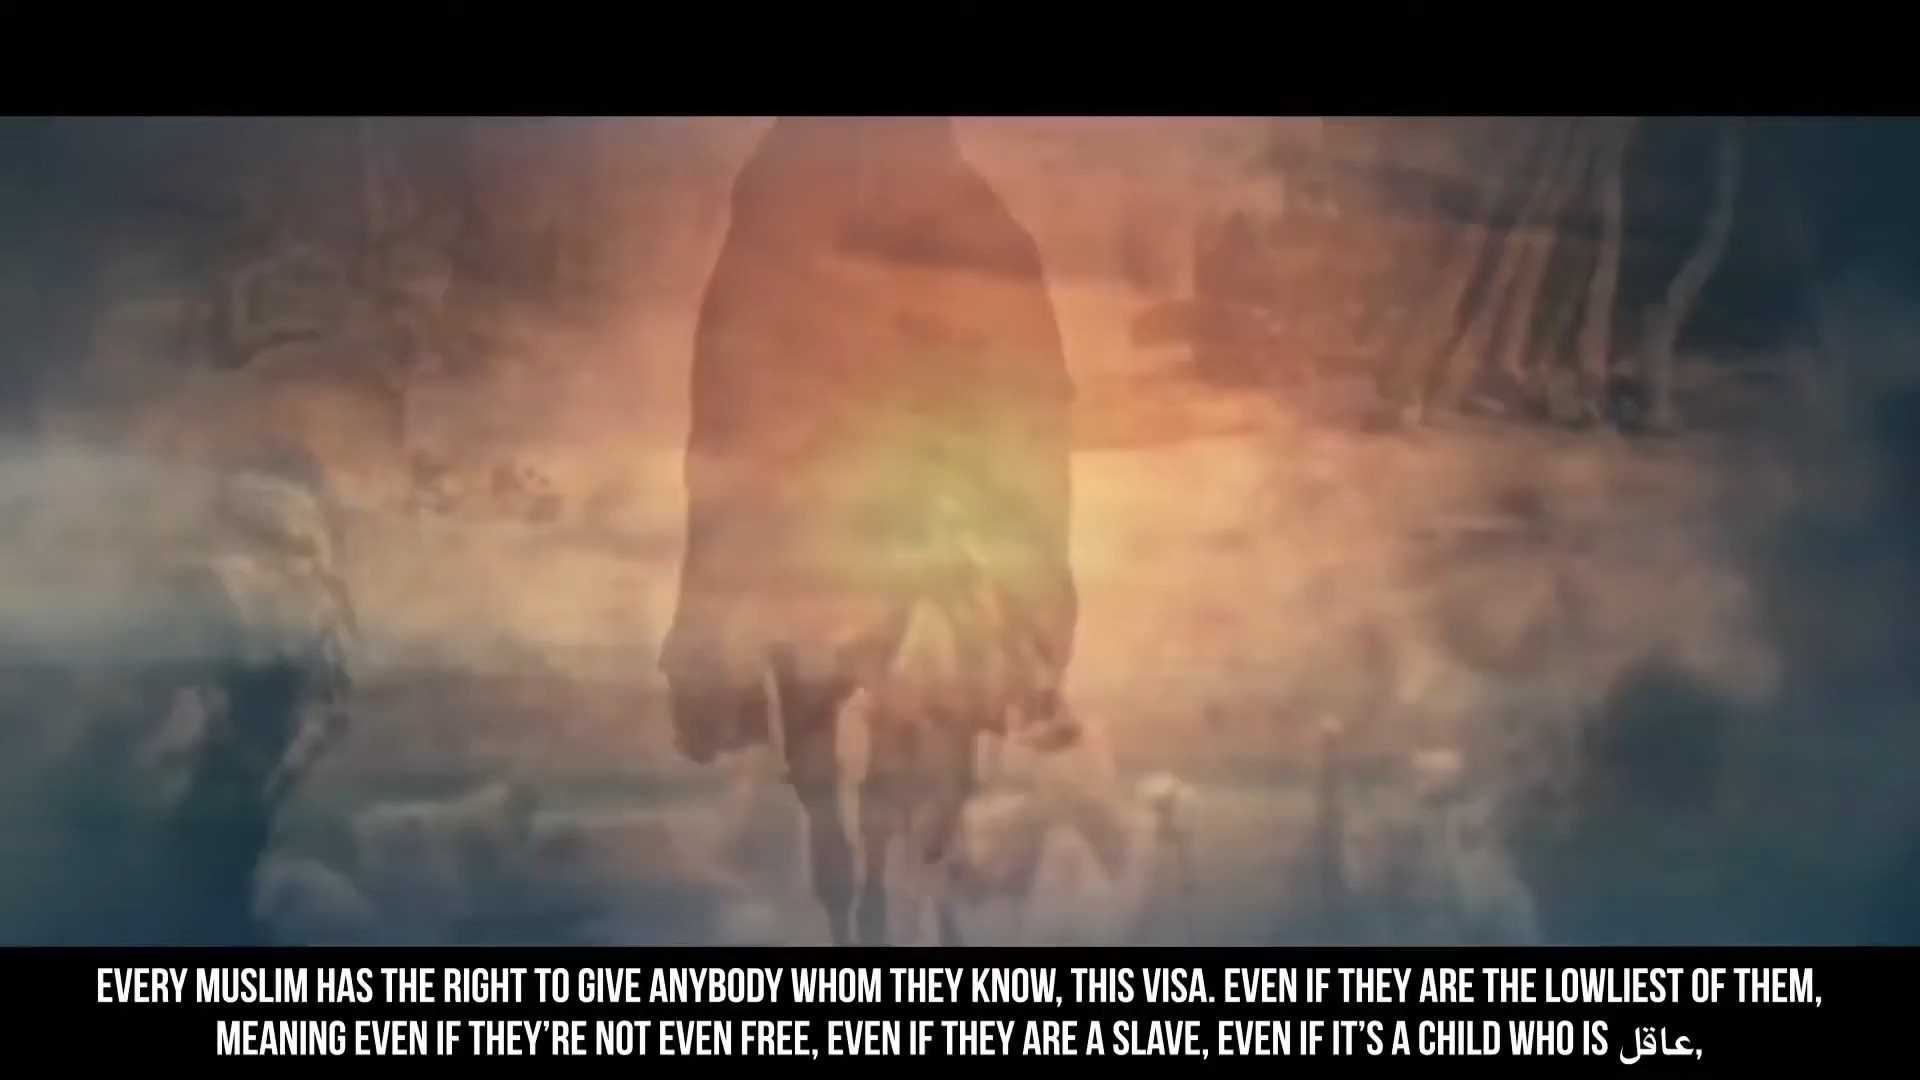 EVERY MUSLIM HAS THE RIGHT TO GIVE ANYBODY WHOM THEY KNOW, THIS VISA. EVEN IF THEY ARE THE LOWLIEST OF THEM,
MEANING EVEN IF THEY'RE NOT EVEN FREE, EVEN IF THEY ARE A SLAVE, EVEN IF IT'S A CHILD WHO IS عاقل,